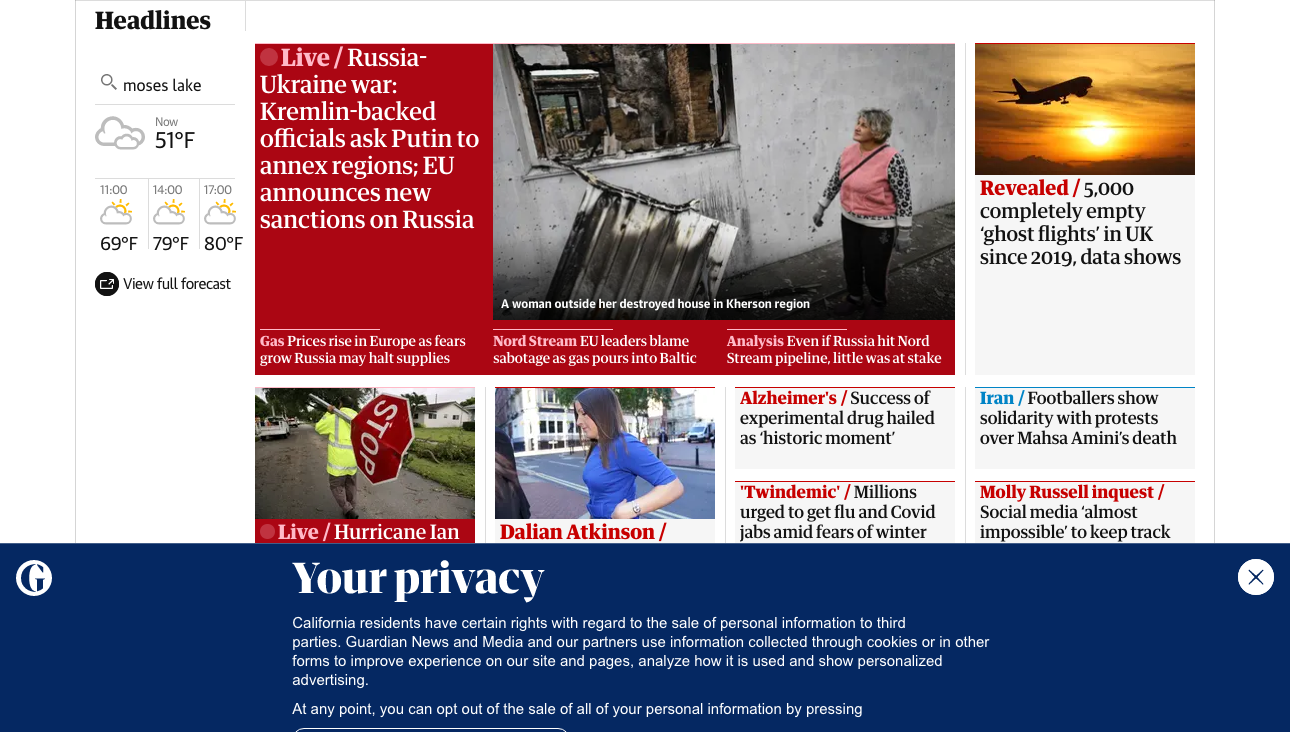 Headlines
moses lake
Now
51°F
11:00
14:00
17:00
69°F
79°F
80°F
View full forecast
Live / Russia-
Ukraine war:
Kremlin-backed
officials ask Putin to
annex regions; EU
announces new
sanctions on Russia
A woman outside her destroyed house in Kherson region
Gas Prices rise in Europe as fears
grow Russia may halt supplies
Nord Stream EU leaders blame
sabotage as gas pours into Baltic
Analysis Even if Russia hit Nord
Stream pipeline, little was at stake
Revealed / 5,000
completely empty
‘ghost flights’ in UK
since 2019, data shows
STOP
Live / Hurricane Ian
Dalian Atkinson /
Alzheimer's / Success of
experimental drug hailed
as ‘historic moment’
'Twindemic' / Millions
urged to get flu and Covid
jabs amid fears of winter
Iran / Footballers show
solidarity with protests
over Mahsa Amini’s death
Molly Russell inquest /
Social media ‘almost
impossible’ to keep track
G
Your privacy
California residents have certain rights with regard to the sale of personal information to third
parties. Guardian News and Media and our partners use information collected through cookies or in other
forms to improve experience on our site and pages, analyze how it is used and show personalized
advertising.
At any point, you can opt out of the sale of all of your personal information by pressing